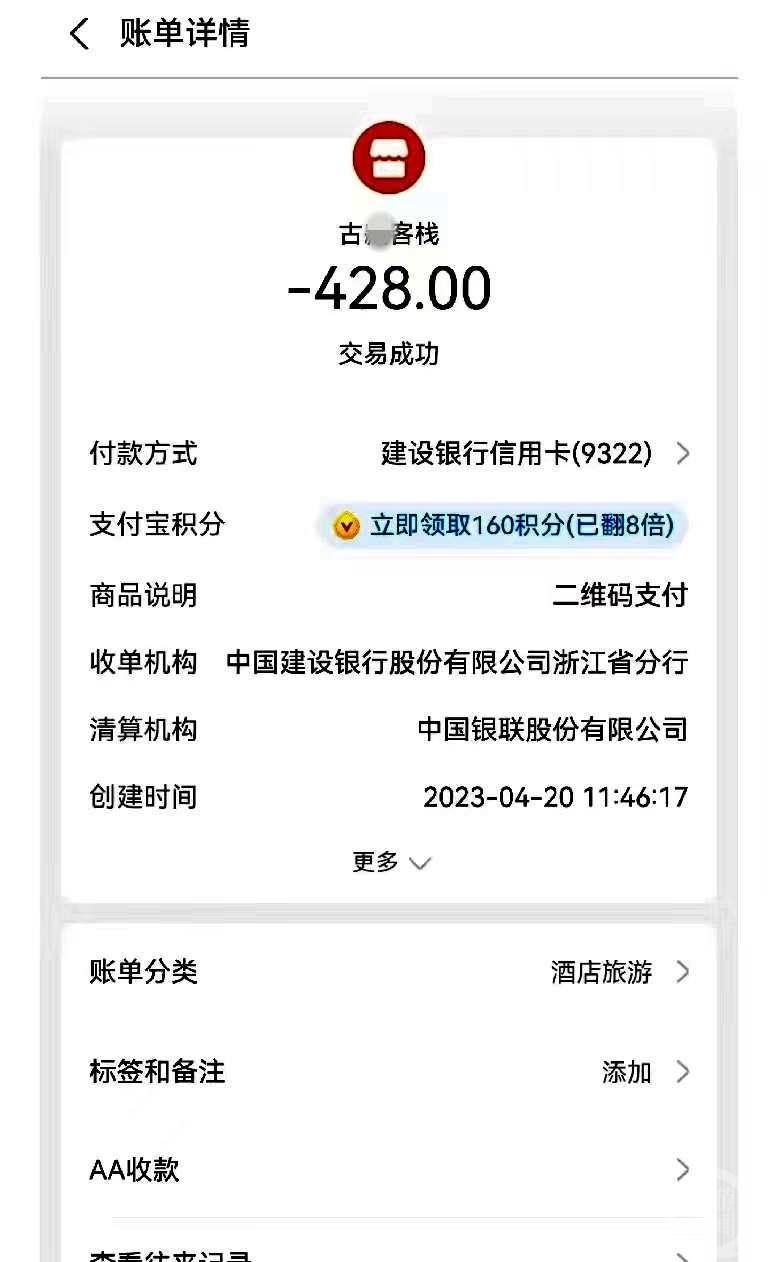 账单详情
古 客栈
-428.00
交易成功
付款方式 建设银行信用卡(9322)
支付宝积分 立即领取160积分(已翻8倍)
商品说明 二维码支付
收单机构 中国建设银行股份有限公司浙江省分行
清算机构 中国银联股份有限公司
创建时间 2023-04-20 11:46:17
更多
账单分类 酒店旅游
标签和备注 添加
AA收款
查看往来记录